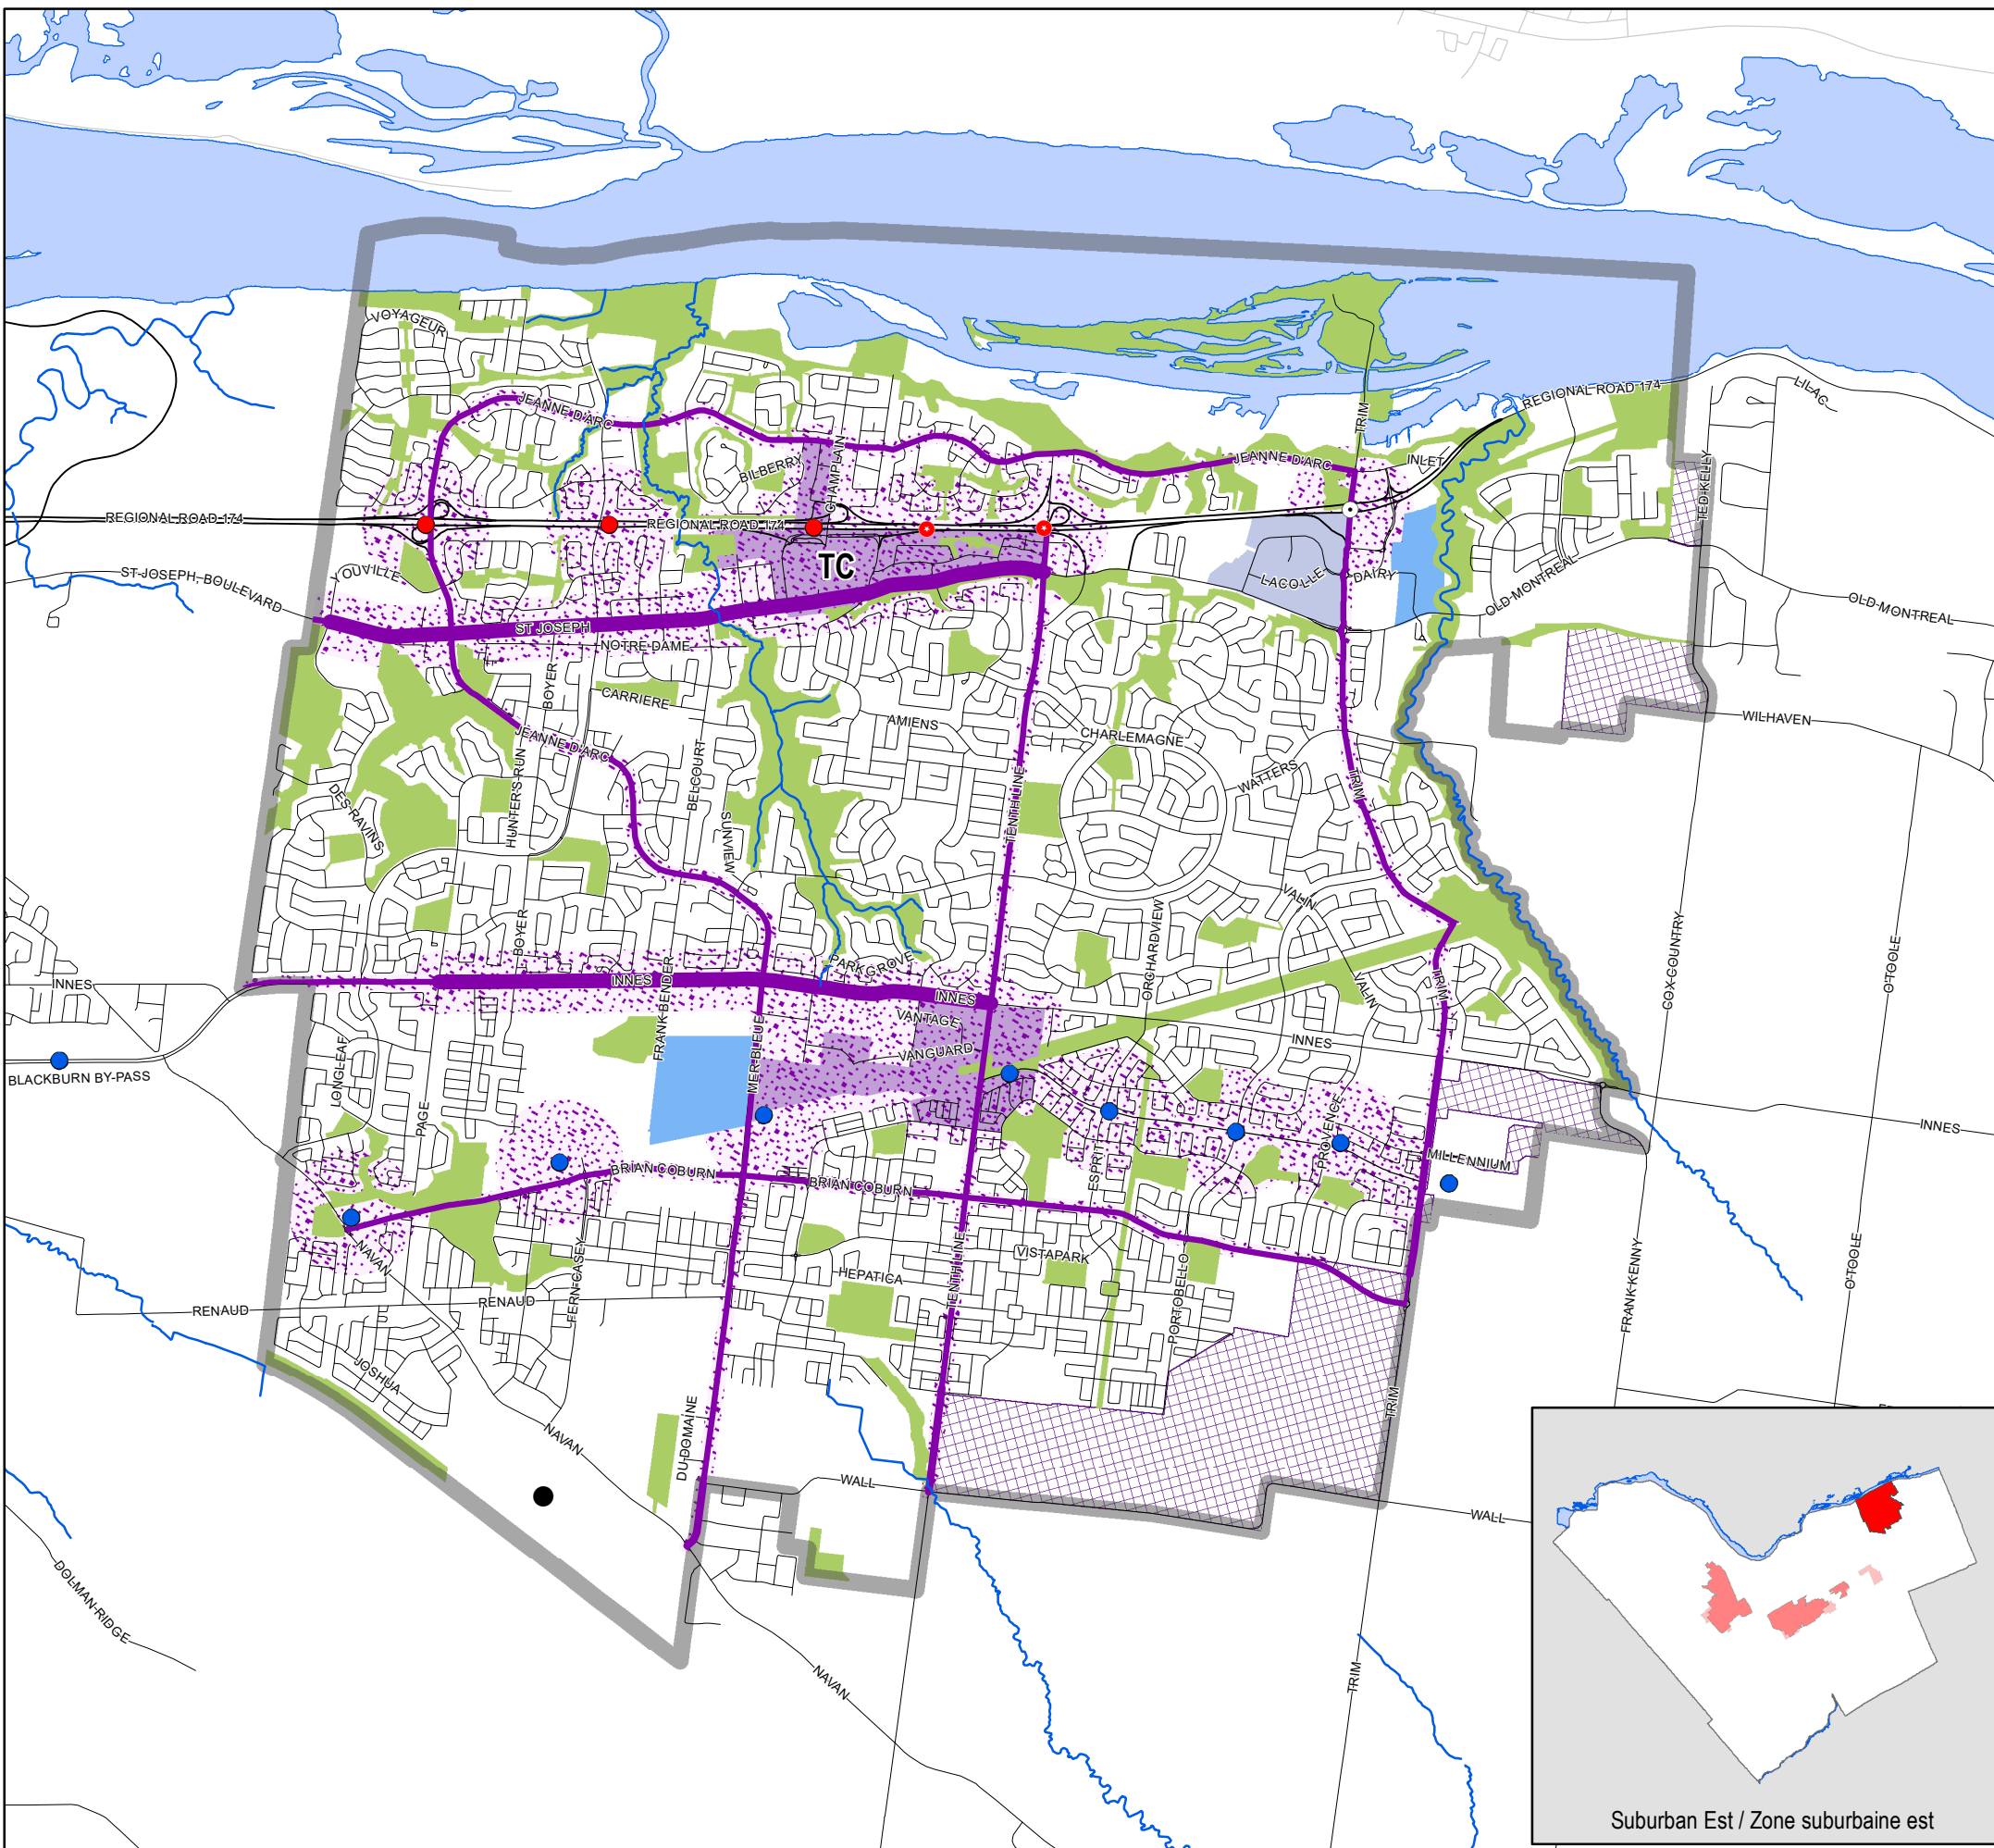 VOYAGEUR
LILAC
REGIONAL ROAD 174
TRIM
JEANNE D'ARC
CHAMPLAIN
BILBERRY
JEANNE D'ARC
INLET
TED KELLY
REGIONAL ROAD 174
REGIONAL ROAD 174
TC
ST JOSEPH, BOULEVARD
YOUVILLE
LACOLLE
DAIRY
OLD MONTREAL
OLD MONTREAL
ST JOSEPH
NOTRE DAME
BOYER
CARRIERE
AMIENS
CHARLEMAGNE
WILHAVEN
JEANNE D'ARC
HUNTER'S RUN
BELCOURT
WATTERS
TRIM
DES RAVINS
SUNVIEW
TENTH LINE
VALIN
BOYER
ORCHARDVIEW
COX COUNTRY
O'TOOLE
INNES
FRANK BENDER
INNES
PARKGROVE
INNES
VALIN
TRIM
VANTAGE
VANGUARD
INNES
BLACKBURN BY-PASS
LONGLEAF
PAGE
MER-BLEUE
PROVENCE
INNES
ESPRIT
MILLENNIUM
BRIAN COBURN
BRIAN COBURN
NAVAN
FERN CASEY
VISTAPARK
HEPATICA
TENTH LINE
PORTOBELLO
FRANK KENNY
O'TOOLE
RENAUD
RENAUD
JOSHUA
NAVAN
DU DOMAINE
TRIM
WALL
WALL
DOLMAN RIDGE
NAVAN
TRIM
Suburban Est / Zone suburbaine est